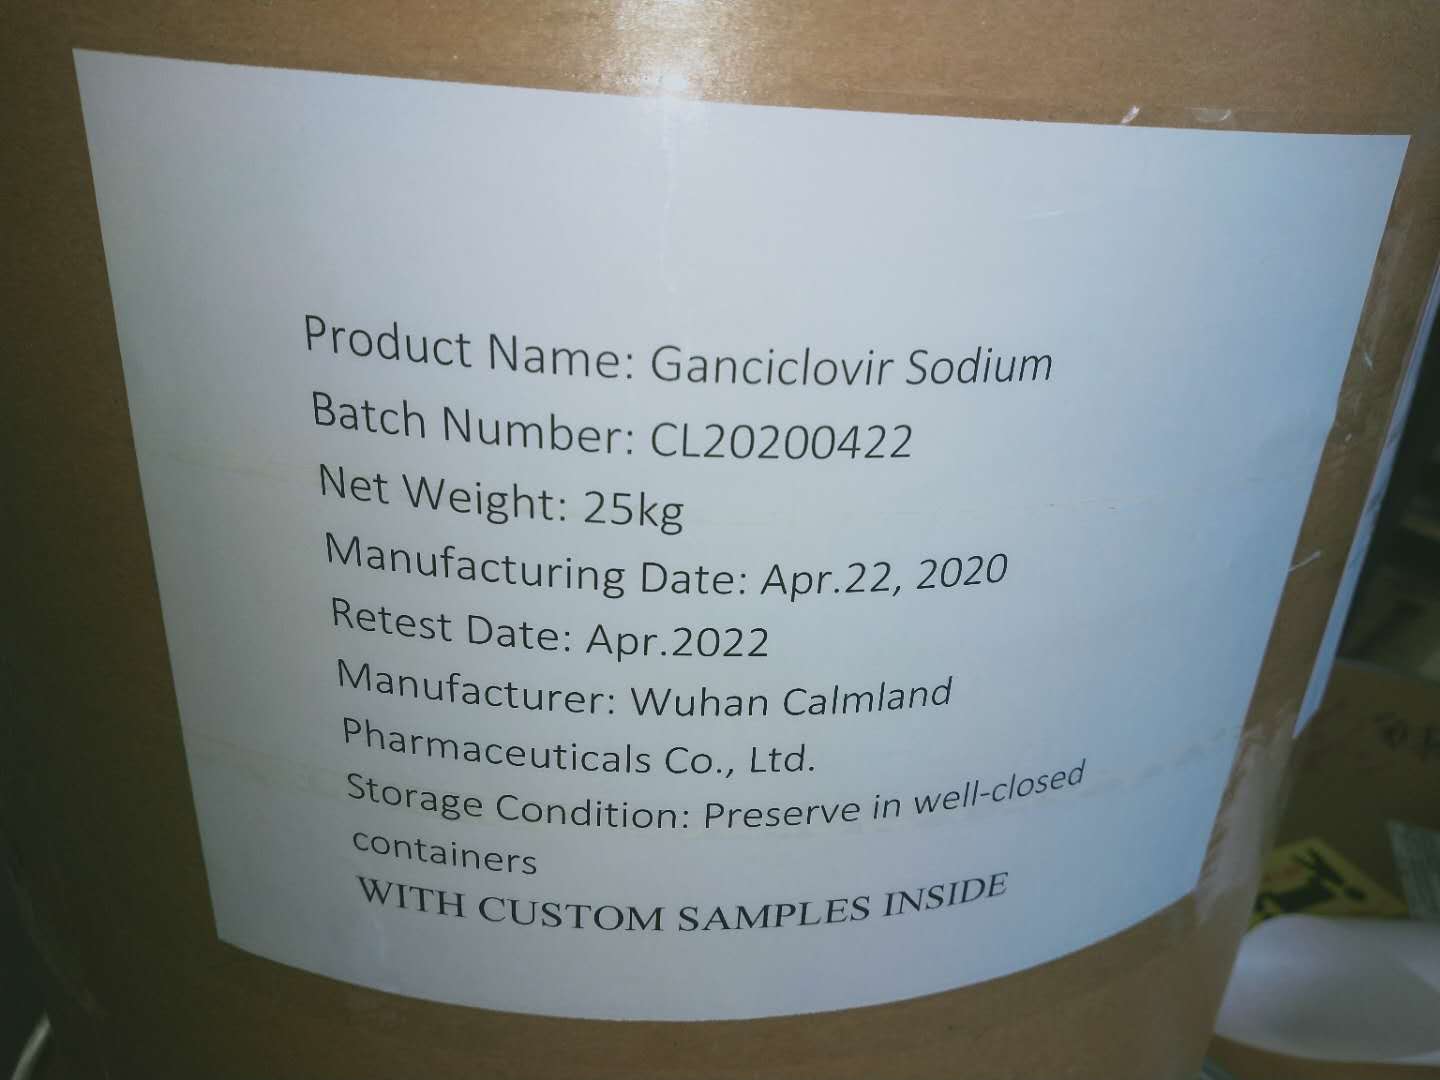 Product Name: Ganciclovir Sodium
Batch Number: CL20200422
Net Weight: 25kg
Manufacturing Date: Apr.22, 2020
Retest Date: Apr.2022
Manufacturer: Wuhan Calmland
Pharmaceuticals Co., Ltd.
Storage Condition: Preserve in well-closed
containers
WITH CUSTOM SAMPLES INSIDE